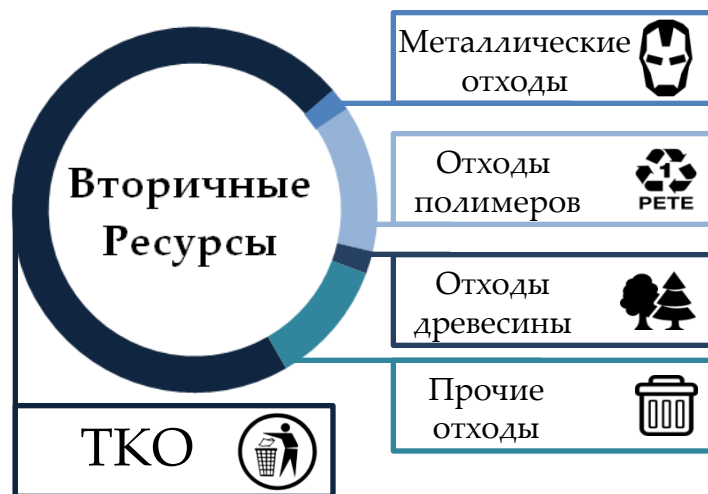 Вторичные
Ресурсы
Металлические
отходы
Отходы
полимеров
1
PETE
Отходы
древесины
Прочие
отходы
ТКО